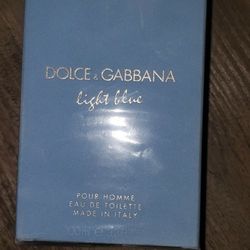 DOLCE & GABBANA
light blue
POUR HOMME
EAU DE TOILETTE
MADE IN ITALY